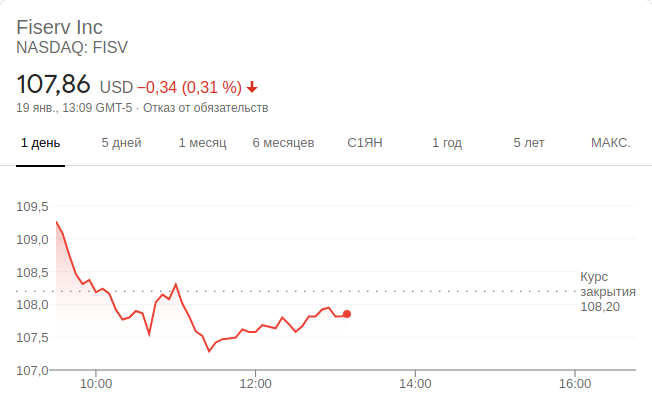 Fiserv Inc
NASDAQ: FISV
107,86 USD −0,34 (0,31 %)
19 янв., 13:09 GMT-5 · Отказ от обязательств
1 день 5 дней 1 месяц 6 месяцев С1ЯН 1 год 5 лет МАКС.
109,5
109,0
108,5
108,0
107,5
107,0
Курс
закрытия
108,20
10:00 12:00 14:00 16:00